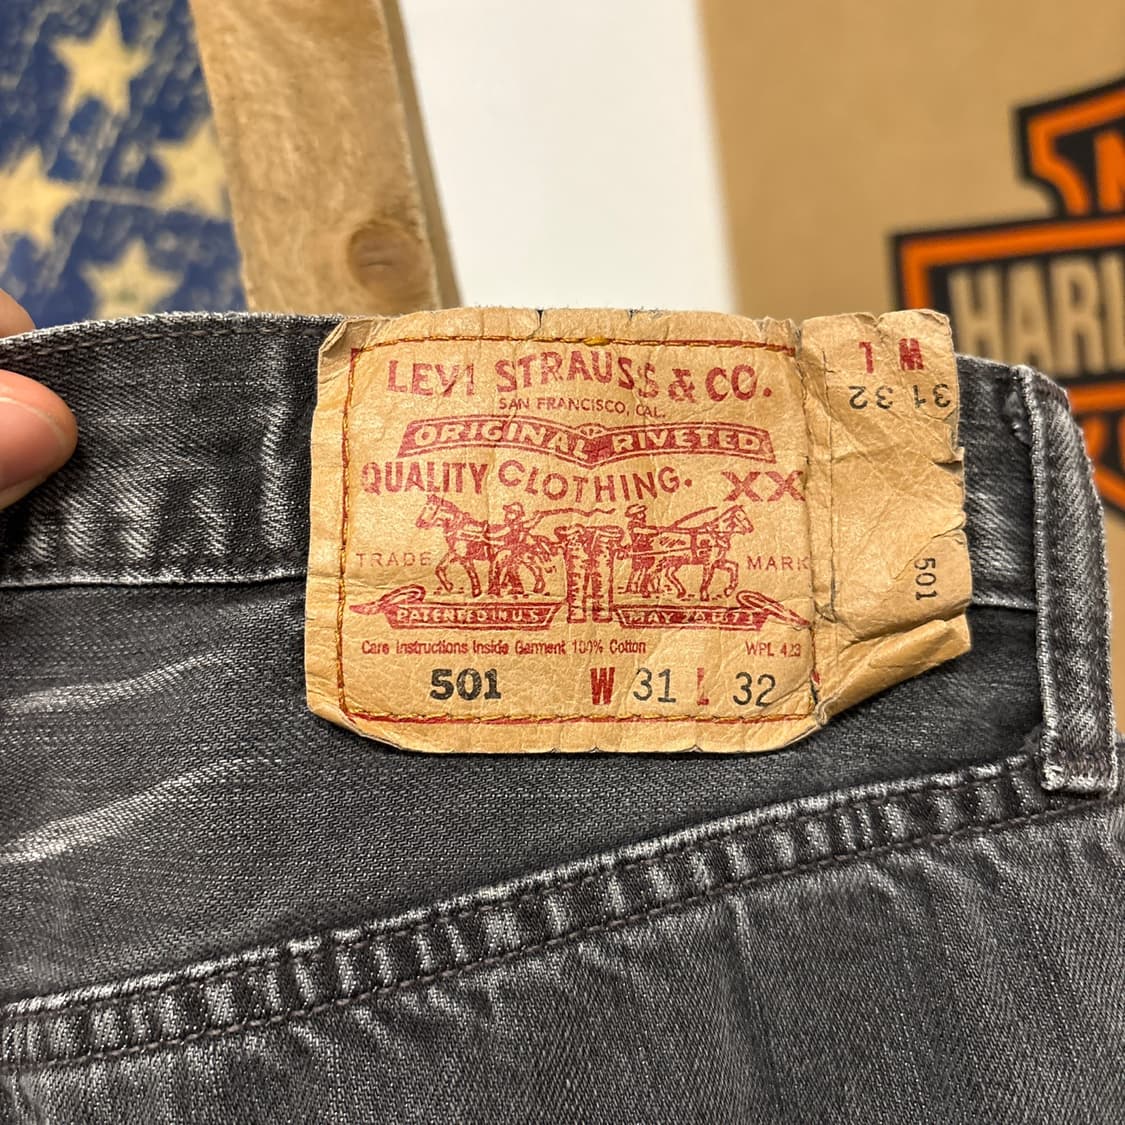 LEVI STRAUSS & CO.
SAN FRANCISCO, CAL.
ORIGINAL RIVETED
QUALITY CLOTHING. XX
TRADE MARK
PATENTED IN U.S. MAY 20 1873
Care Instructions Inside Garment 100% Cotton WPL 423
501 W 31 L 32
W L
31 32
501
HARL